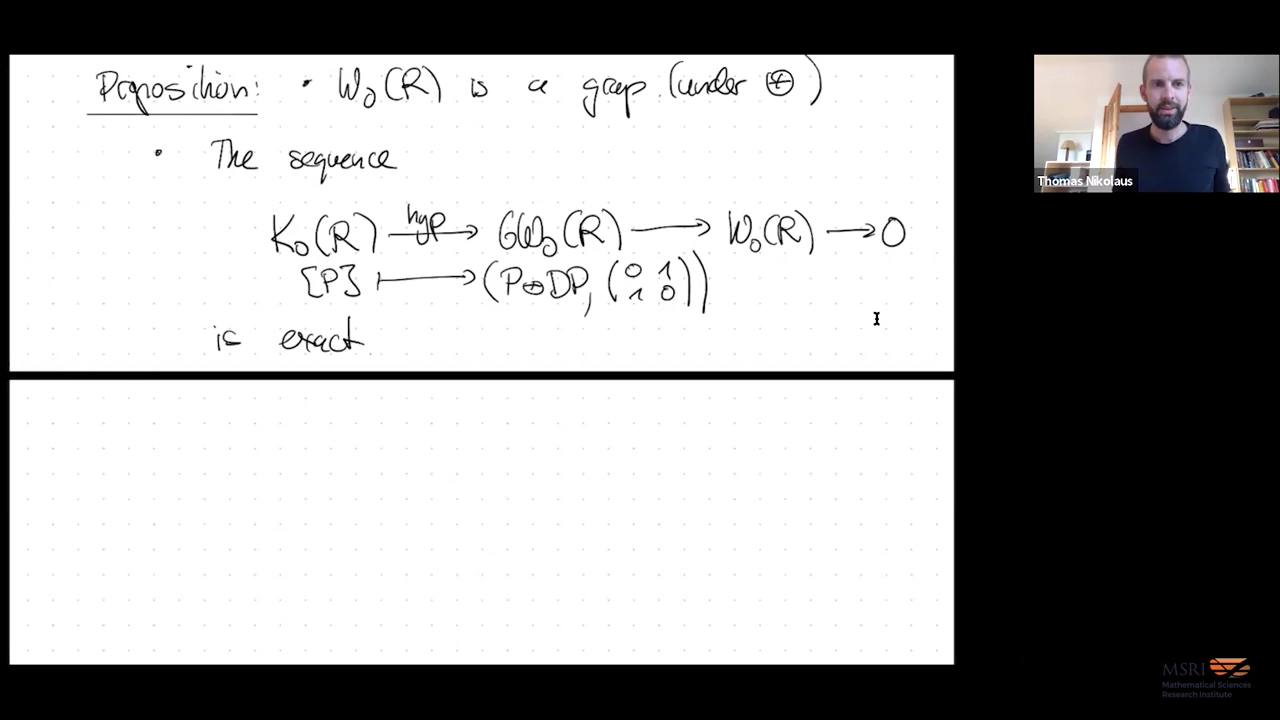 Proposition: • W₀(R) is a group (under ⊕)
• The sequence
K₀(R) —hyp→ GW₀(R) → W₀(R) → 0
[P] ↦ (P⊕DP, (0 1 1 0))
is exact
Thomas Nikolaus
MSRI
Mathematical Sciences
Research Institute